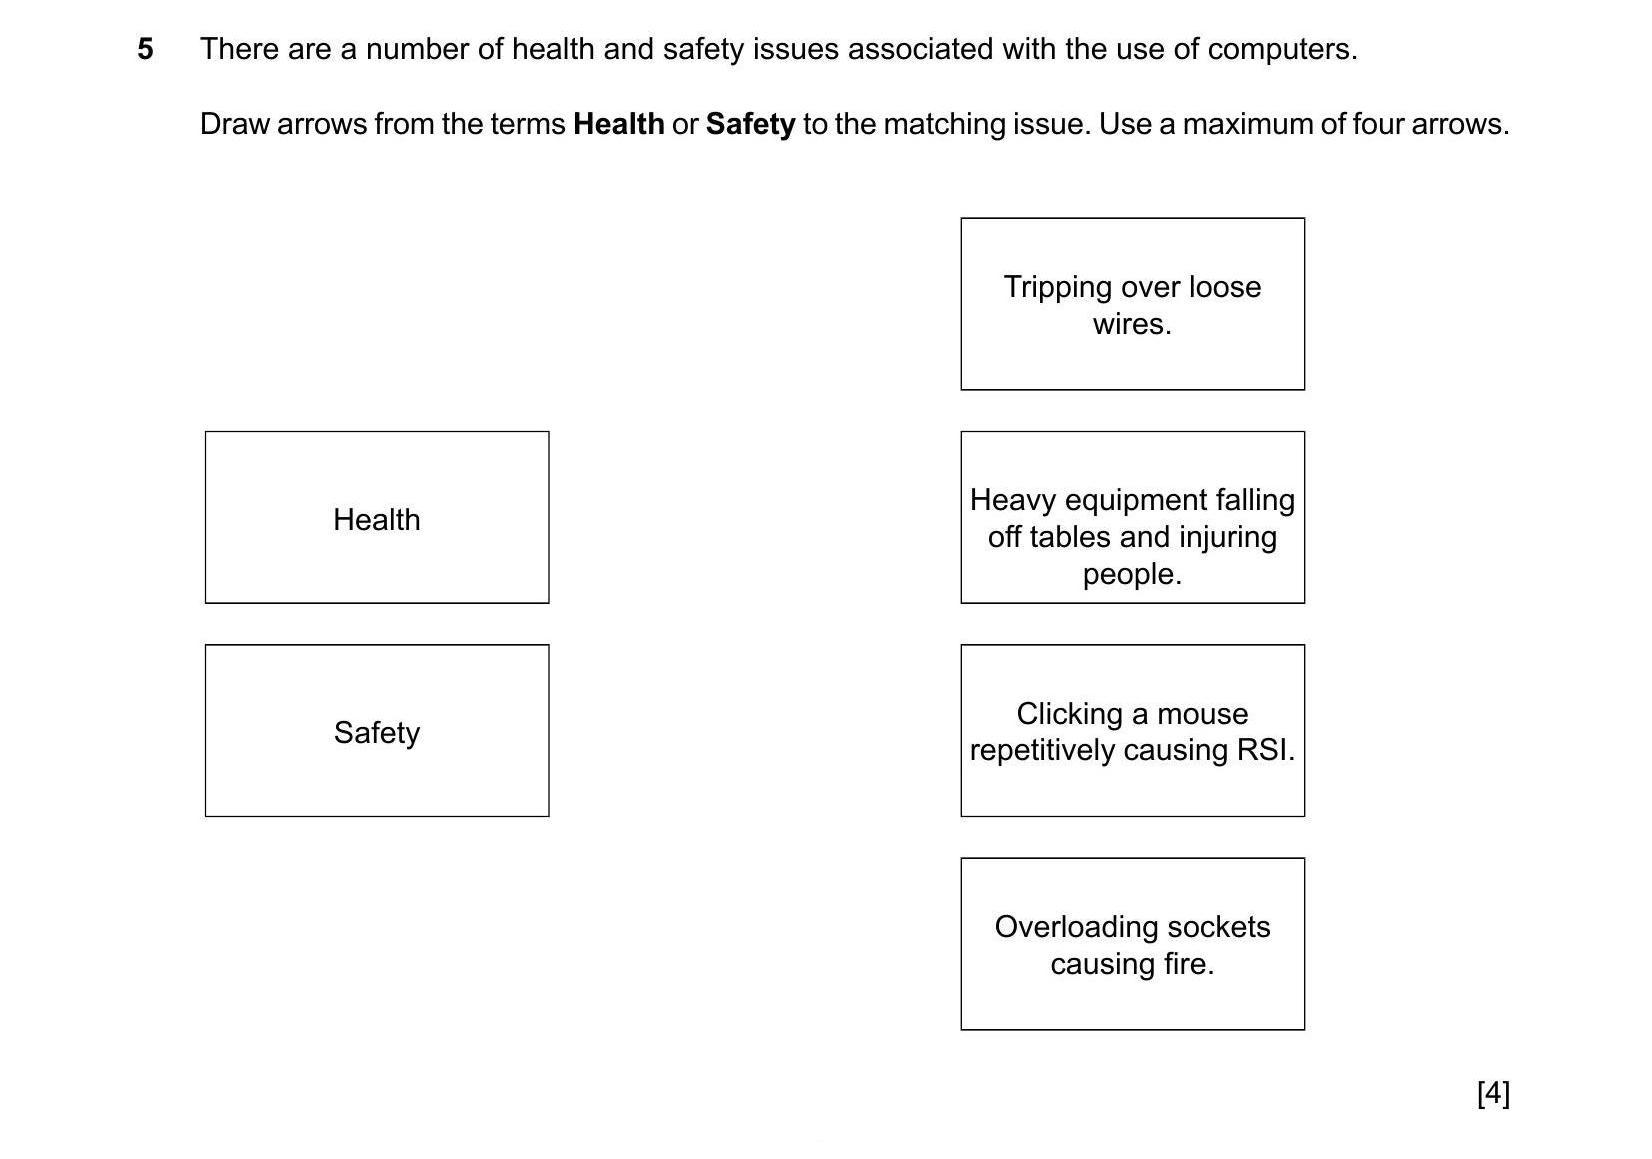 5 There are a number of health and safety issues associated with the use of computers.
Draw arrows from the terms Health or Safety to the matching issue. Use a maximum of four arrows.
Tripping over loose
wires.
Health
Heavy equipment falling
off tables and injuring
people.
Safety
Clicking a mouse
repetitively causing RSI.
Overloading sockets
causing fire.
[4]